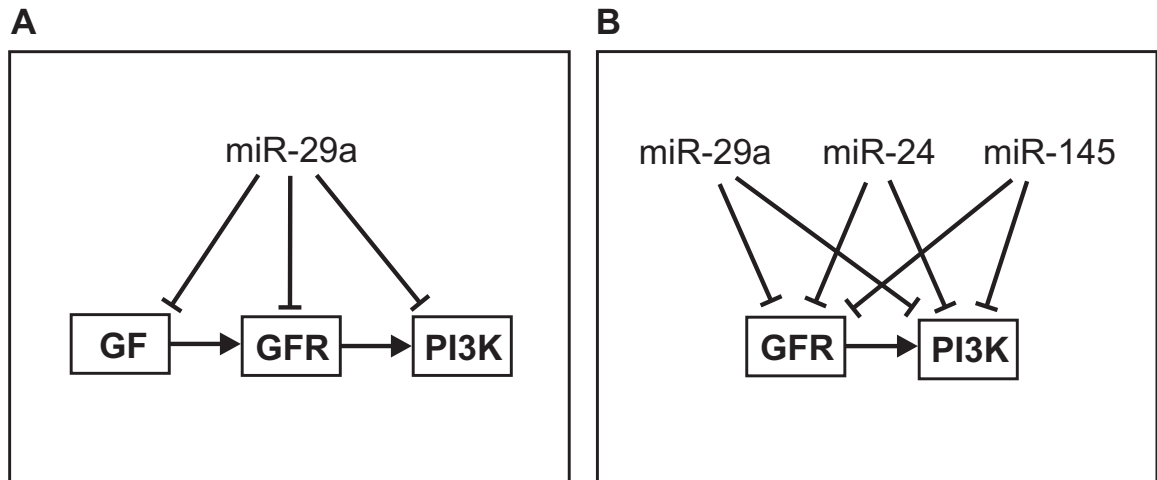 A
miR-29a
GF
GFR
PI3K
B
miR-29a miR-24 miR-145
GFR
PI3K